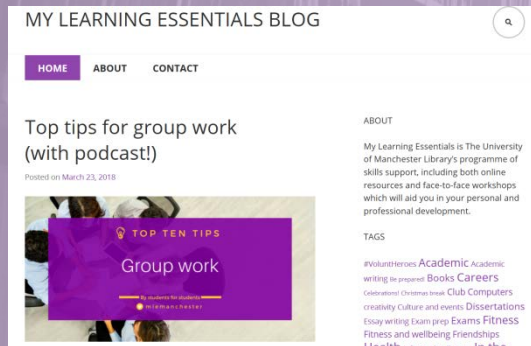 MY LEARNING ESSENTIALS BLOG
HOME ABOUT CONTACT
Top tips for group work
(with podcast!)
Posted on March 23, 2018
TOP TEN TIPS
Group work
By students for students
mlemanchester
ABOUT
My Learning Essentials is The University
of Manchester Library's programme of
skills support, including both online
resources and face-to-face workshops
which will aid you in your personal and
professional development.
TAGS
#VoluntHeroes Academic Academic
writing Be prepared! Books Careers
Celebrations! Christmas break Club Computers
creativity Culture and events Dissertations
Essay writing Exam prep Exams Fitness
Fitness and wellbeing Friendships
Health In the